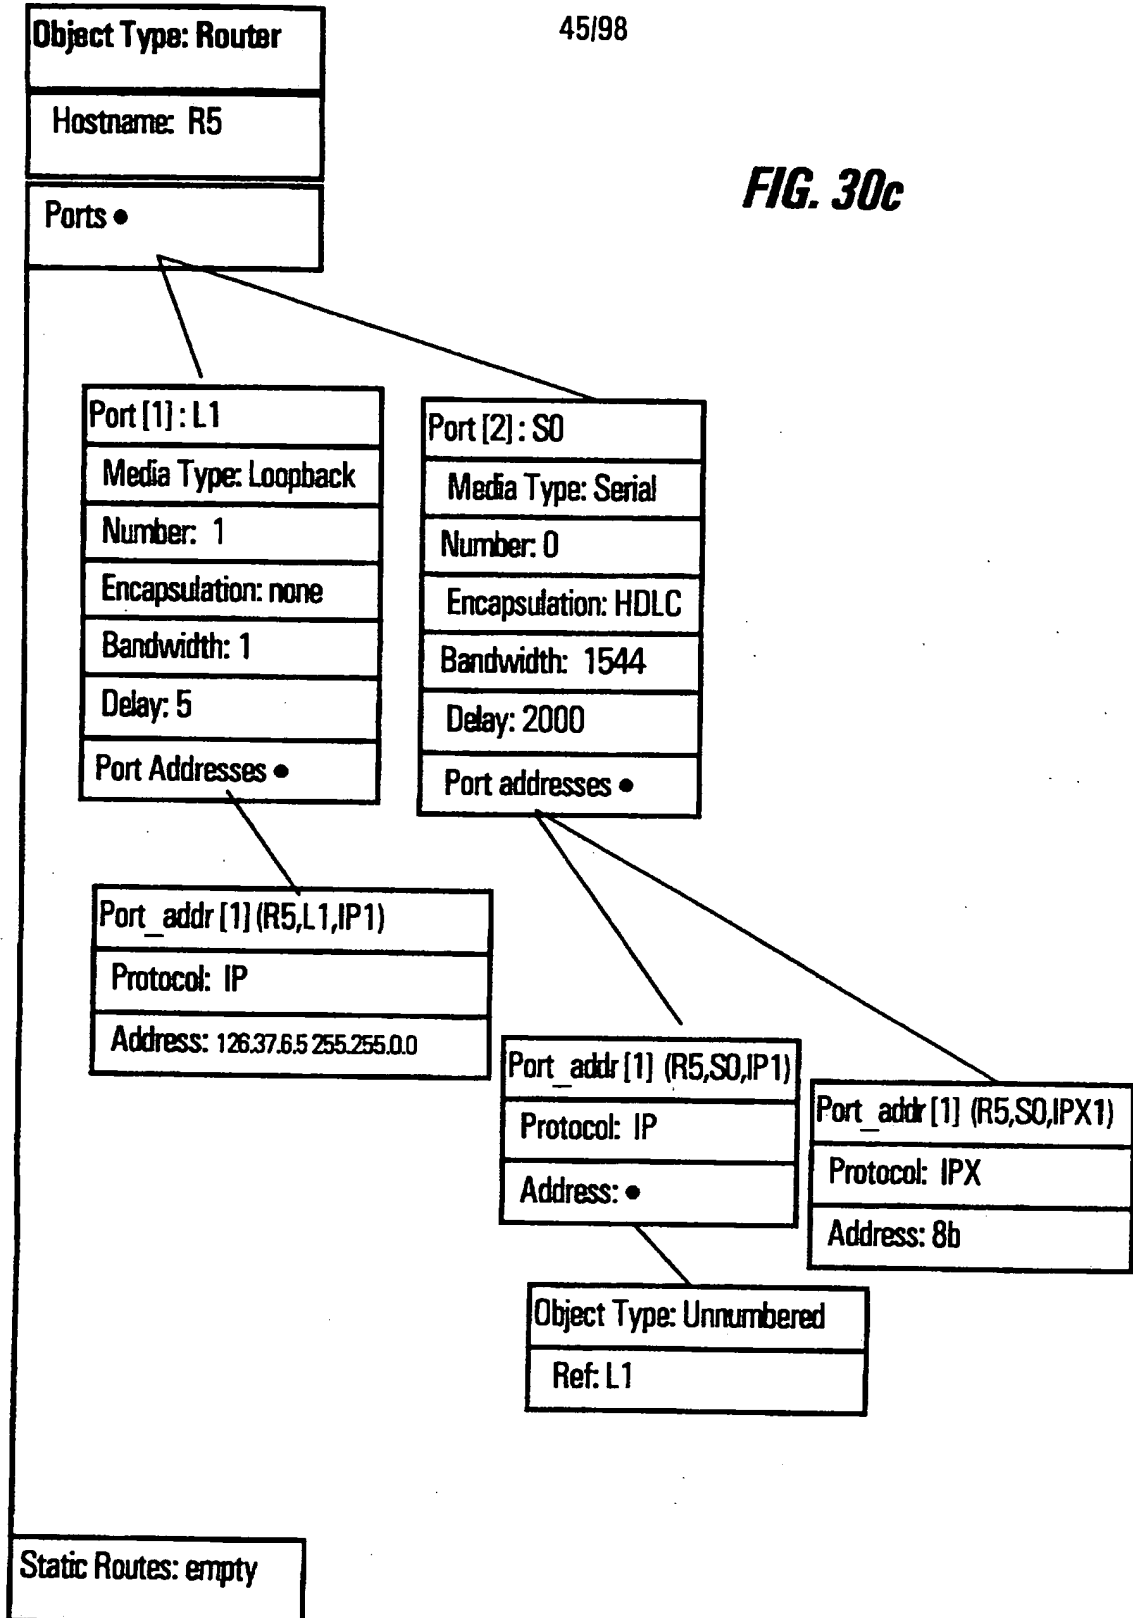 45/98
Object Type: Router
Hostname: R5
FIG. 30c
Ports •
Port [1] : L1
Media Type: Loopback
Number: 1
Encapsulation: none
Bandwidth: 1
Delay: 5
Port Addresses •
Port [2] : S0
Media Type: Serial
Number: 0
Encapsulation: HDLC
Bandwidth: 1544
Delay: 2000
Port addresses •
Port_addr [1] (R5,L1,IP1)
Protocol: IP
Address: 126.37.6.5 255.255.0.0
Port_addr [1] (R5,S0,IP1)
Protocol: IP
Address: •
Port_addr [1] (R5,S0,IPX1)
Protocol: IPX
Address: 8b
Object Type: Unnumbered
Ref: L1
Static Routes: empty